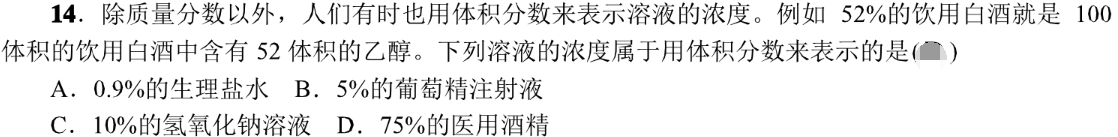 14．除质量分数以外，人们有时也用体积分数来表示溶液的浓度。例如 52%的饮用白酒就是 100
体积的饮用白酒中含有 52 体积的乙醇。下列溶液的浓度属于用体积分数来表示的是( )
A．0.9%的生理盐水 B．5%的葡萄精注射液
C．10%的氢氧化钠溶液 D．75%的医用酒精